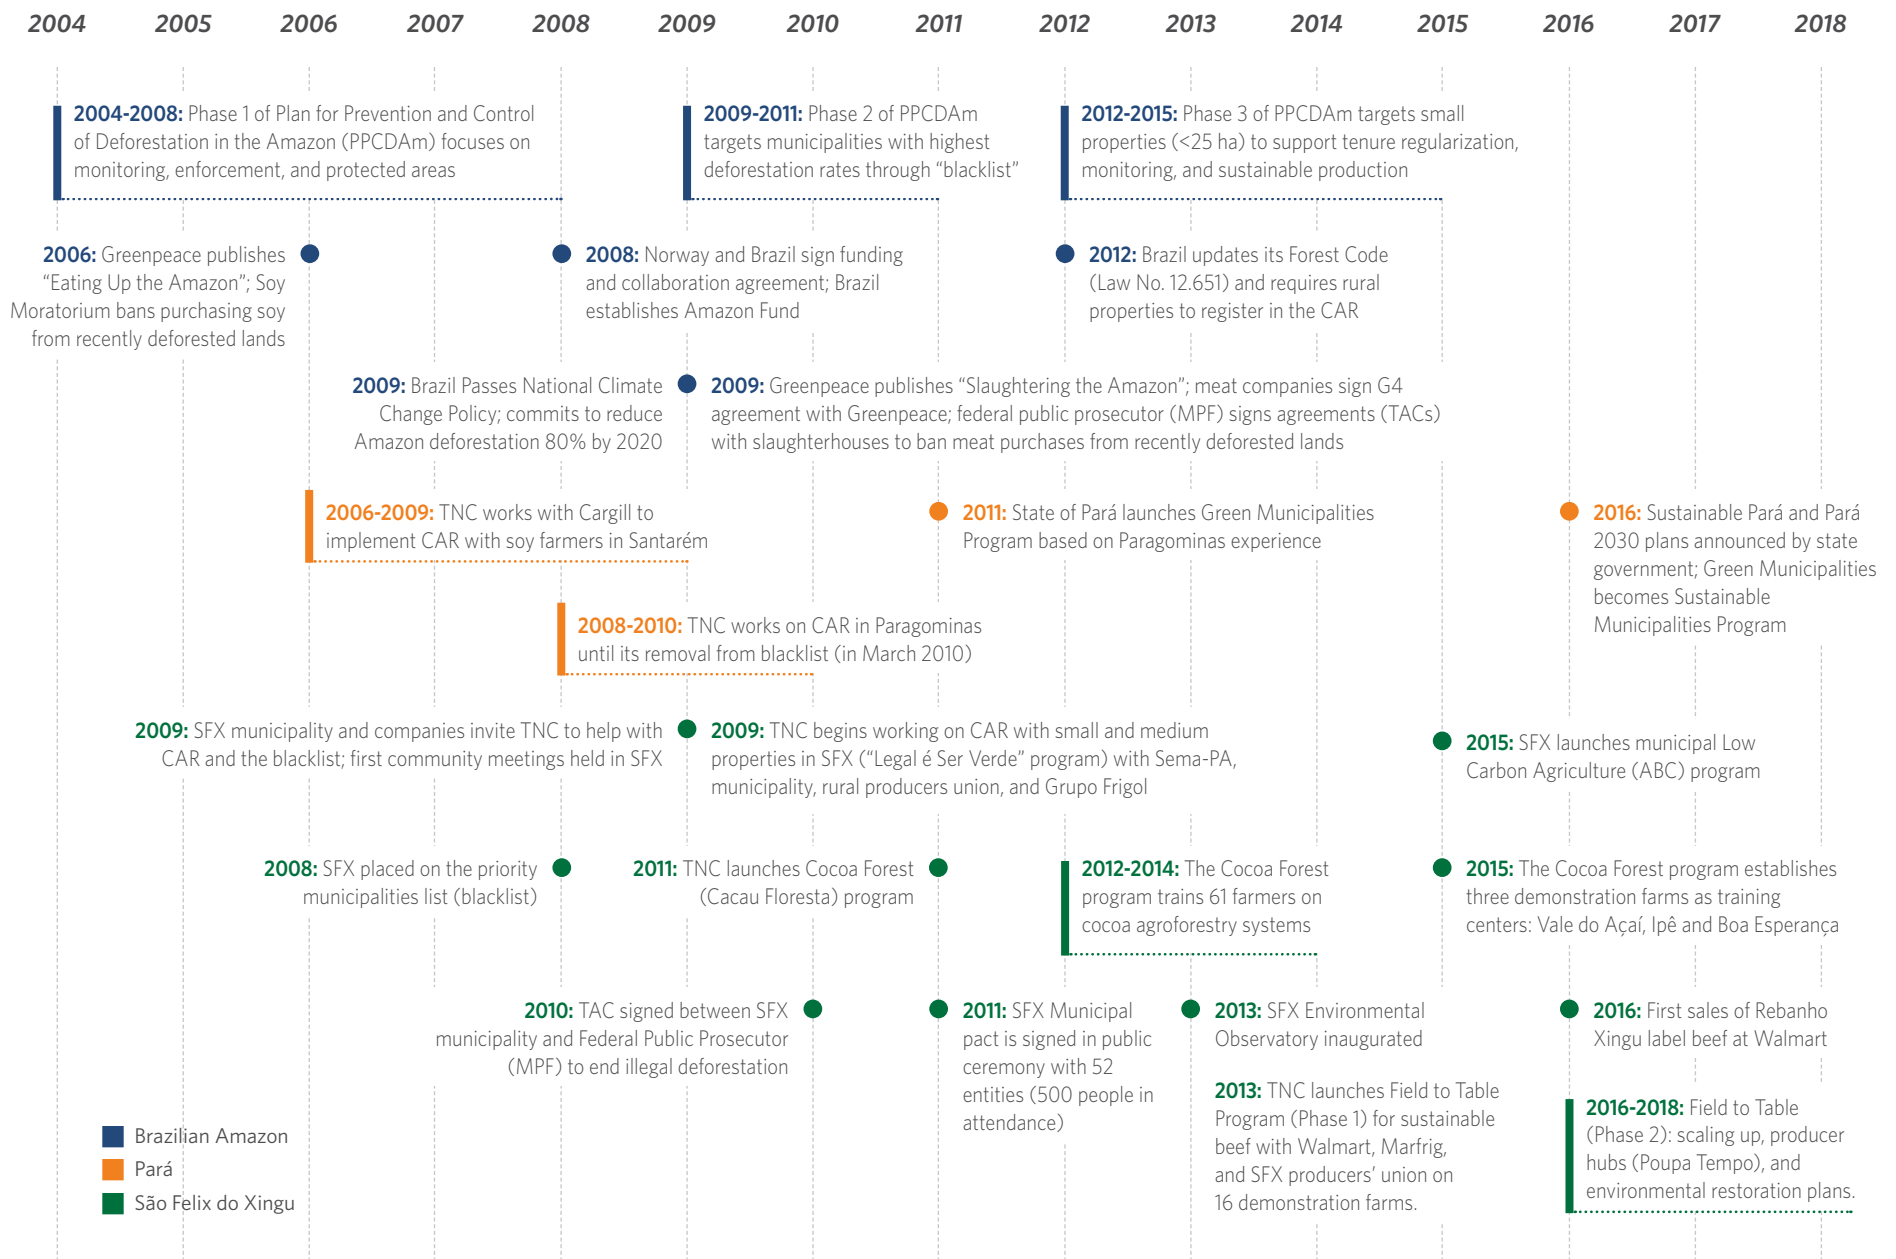 2004 2005 2006 2007 2008 2009 2010 2011 2012 2013 2014 2015 2016 2017 2018
2004-2008: Phase 1 of Plan for Prevention and Control
of Deforestation in the Amazon (PPCDAm) focuses on
monitoring, enforcement, and protected areas
2009-2011: Phase 2 of PPCDAm
targets municipalities with highest
deforestation rates through “blacklist”
2012-2015: Phase 3 of PPCDAm targets small
properties (<25 ha) to support tenure regularization,
monitoring, and sustainable production
2006: Greenpeace publishes
“Eating Up the Amazon”; Soy
Moratorium bans purchasing soy
from recently deforested lands
2008: Norway and Brazil sign funding
and collaboration agreement; Brazil
establishes Amazon Fund
2012: Brazil updates its Forest Code
(Law No. 12.651) and requires rural
properties to register in the CAR
2009: Brazil Passes National Climate
Change Policy; commits to reduce
Amazon deforestation 80% by 2020
2009: Greenpeace publishes “Slaughtering the Amazon”; meat companies sign G4
agreement with Greenpeace; federal public prosecutor (MPF) signs agreements (TACs)
with slaughterhouses to ban meat purchases from recently deforested lands
2006-2009: TNC works with Cargill to
implement CAR with soy farmers in Santarém
2011: State of Pará launches Green Municipalities
Program based on Paragominas experience
2016: Sustainable Pará and Pará
2030 plans announced by state
government; Green Municipalities
becomes Sustainable
Municipalities Program
2008-2010: TNC works on CAR in Paragominas
until its removal from blacklist (in March 2010)
2009: SFX municipality and companies invite TNC to help with
CAR and the blacklist; first community meetings held in SFX
2009: TNC begins working on CAR with small and medium
properties in SFX (“Legal é Ser Verde” program) with Sema-PA,
municipality, rural producers union, and Grupo Frigol
2015: SFX launches municipal Low
Carbon Agriculture (ABC) program
2008: SFX placed on the priority
municipalities list (blacklist)
2011: TNC launches Cocoa Forest
(Cacau Floresta) program
2012-2014: The Cocoa Forest
program trains 61 farmers on
cocoa agroforestry systems
2015: The Cocoa Forest program establishes
three demonstration farms as training
centers: Vale do Açaí, Ipê and Boa Esperança
2010: TAC signed between SFX
municipality and Federal Public Prosecutor
(MPF) to end illegal deforestation
2011: SFX Municipal
pact is signed in public
ceremony with 52
entities (500 people in
attendance)
2013: SFX Environmental
Observatory inaugurated
2013: TNC launches Field to Table
Program (Phase 1) for sustainable
beef with Walmart, Marfrig,
and SFX producers’ union on
16 demonstration farms.
2016: First sales of Rebanho
Xingu label beef at Walmart
2016-2018: Field to Table
(Phase 2): scaling up, producer
hubs (Poupa Tempo), and
environmental restoration plans.
Brazilian Amazon
Pará
São Felix do Xingu